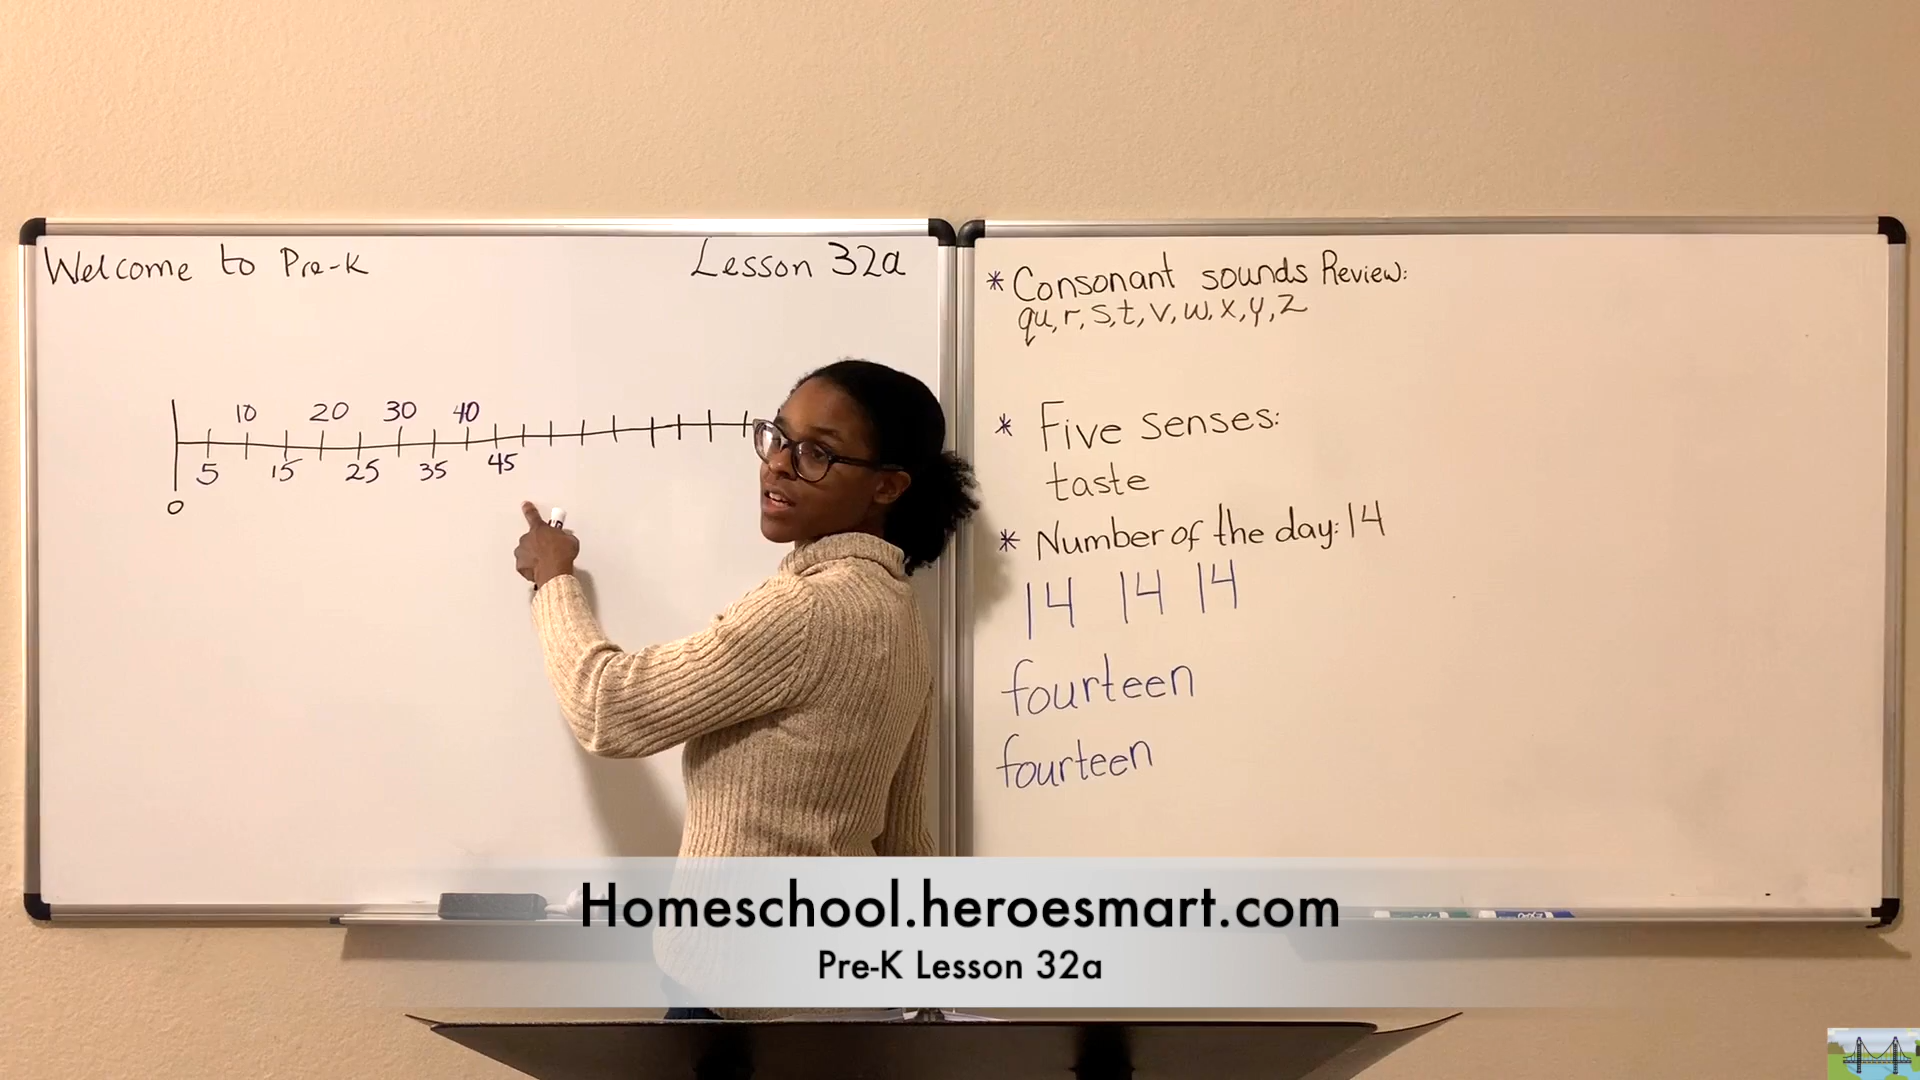 Welcome to Pre-K
Lesson 32a
10 20 30 40
5 15 25 35 45
0
* Consonant sounds Review:
qu, r, s, t, v, w, x, y, z
* Five senses:
taste
* Number of the day: 14
14 14 14
fourteen
fourteen
Homeschool.heroesmart.com
Pre-K Lesson 32a